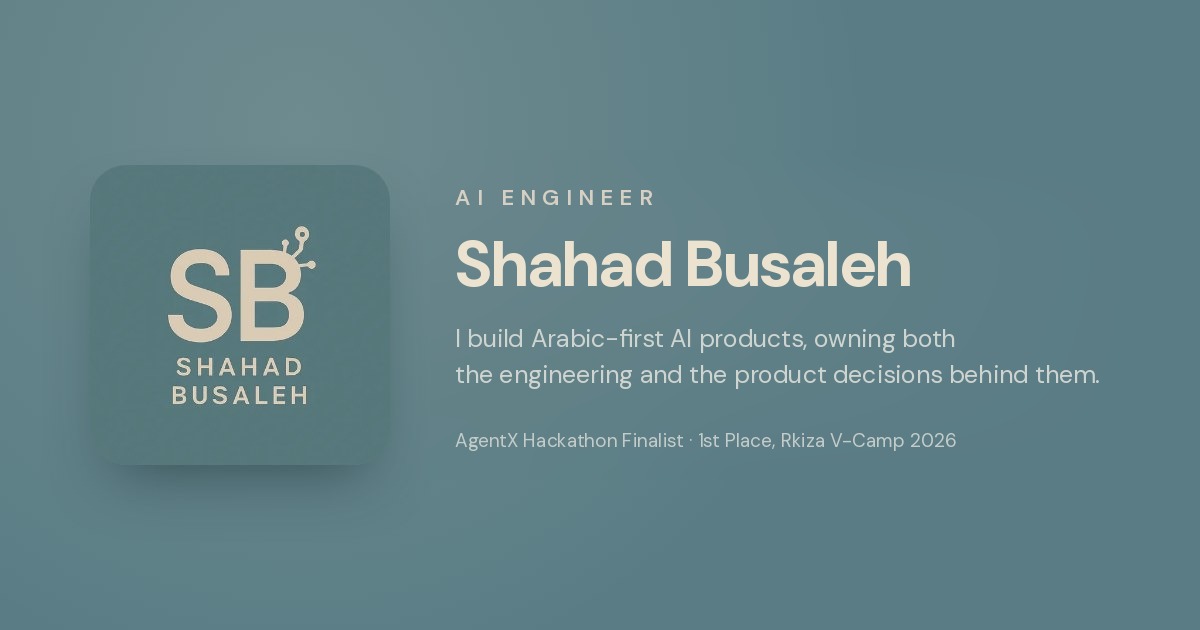 SB
SHAHAD
BUSALEH
AI ENGINEER
Shahad Busaleh
I build Arabic-first AI products, owning both
the engineering and the product decisions behind them.
AgentX Hackathon Finalist · 1st Place, Rkiza V-Camp 2026